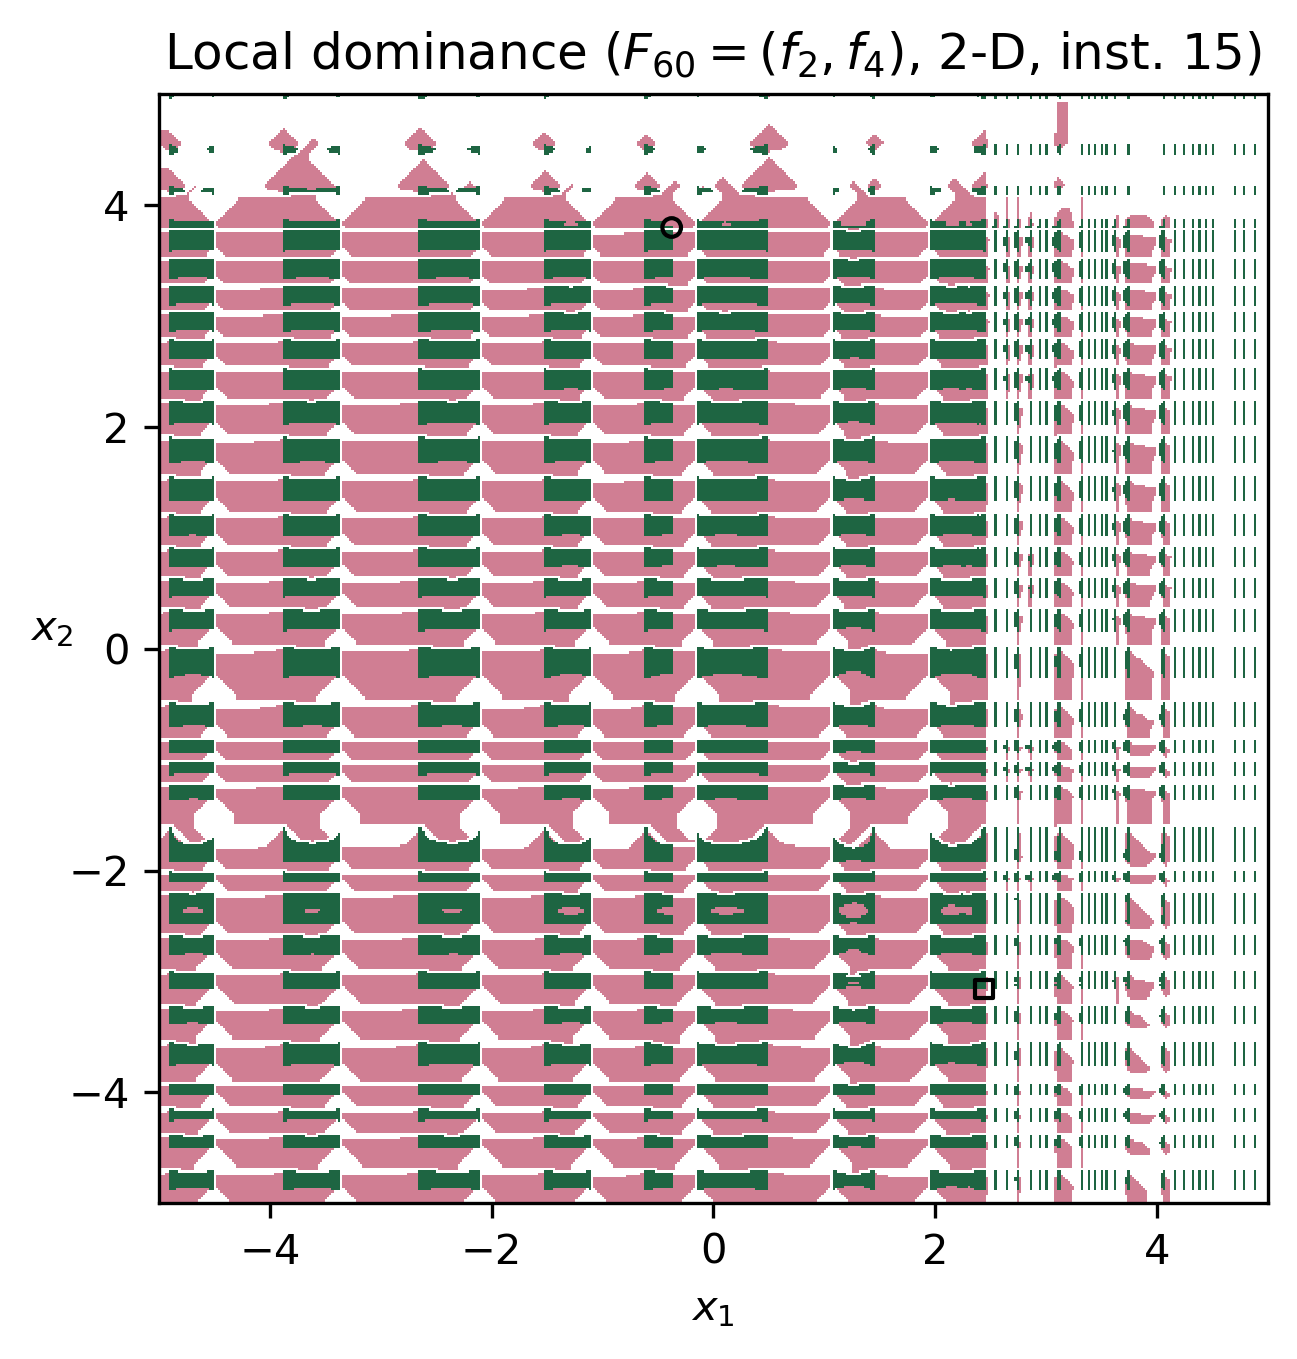 Local dominance (F₆₀ = (f₂, f₄), 2-D, inst. 15)
4
2
x₂
0
−2
−4
−4 −2 0 2 4
x₁